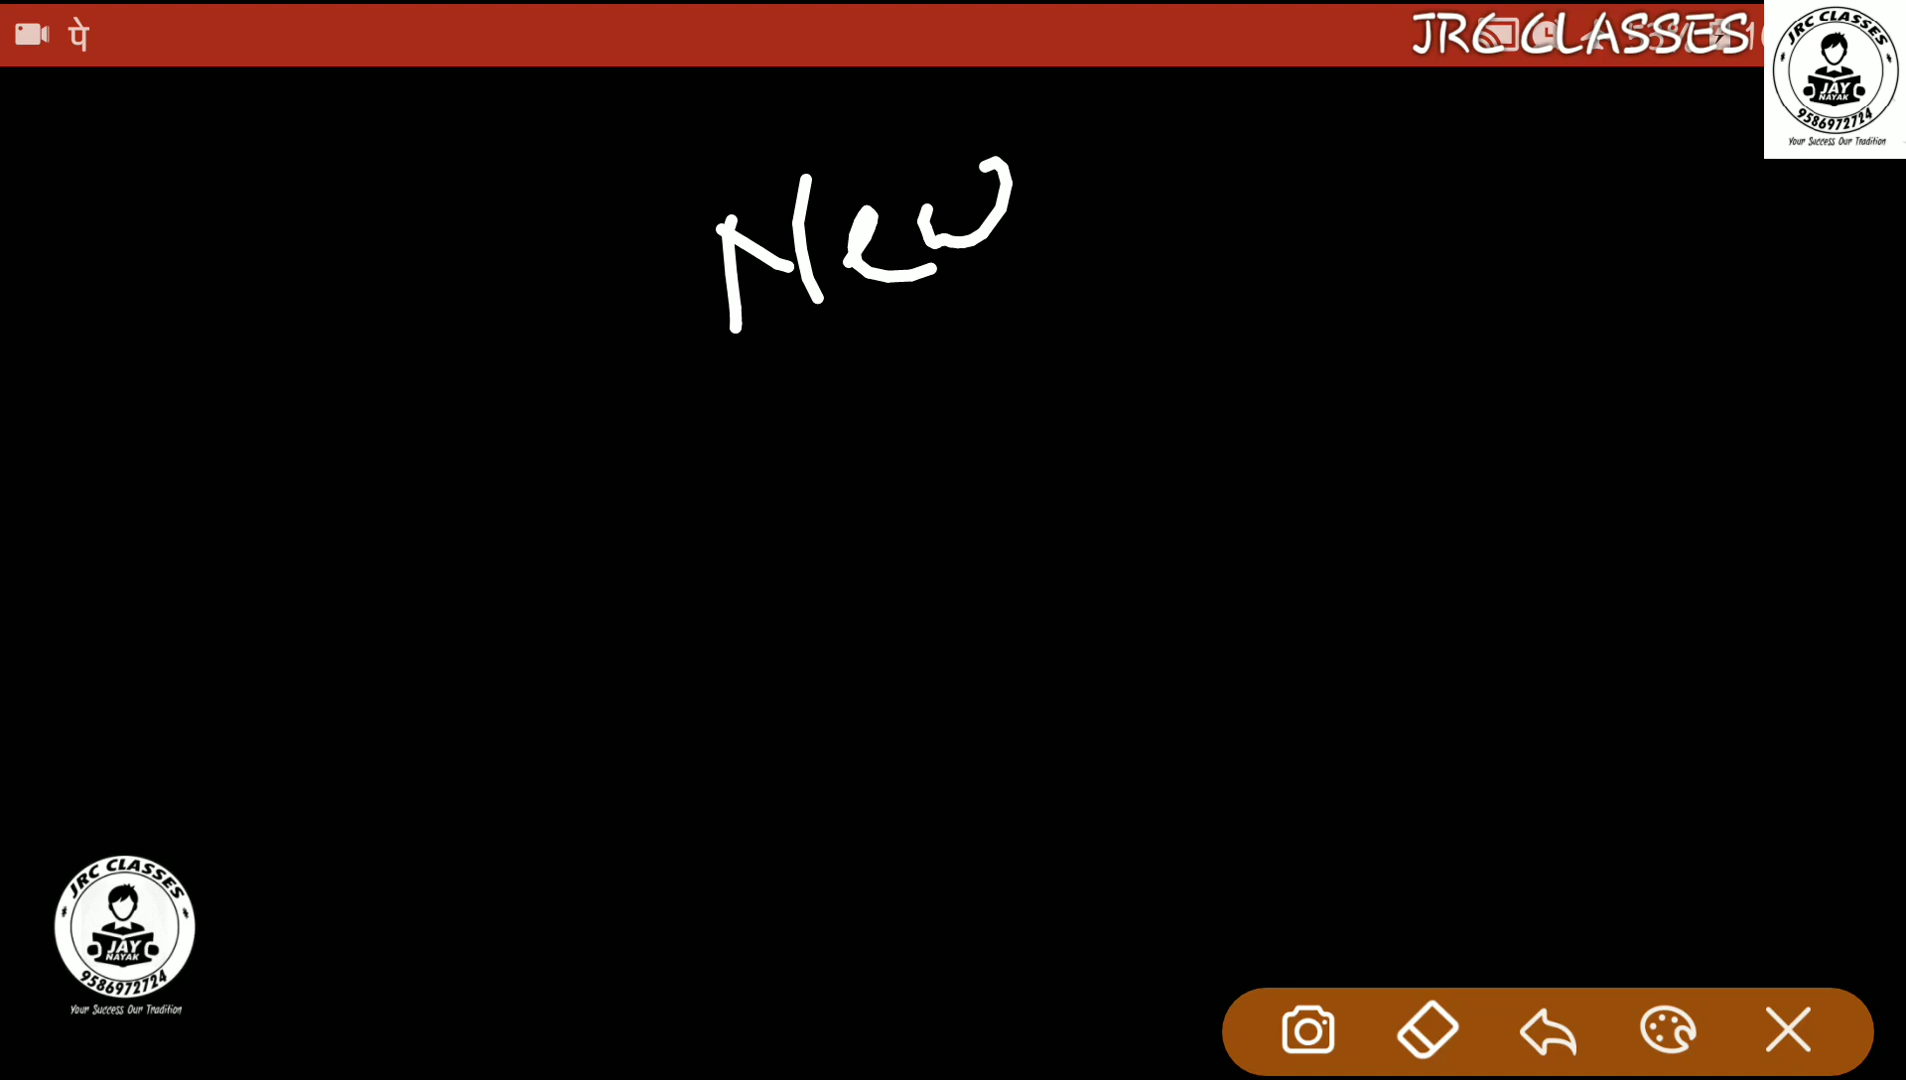 पे
JRC CLASSES
JRC CLASSES
JAY
NAYAK
9586972724
Your Success Our Tradition
New
JRC CLASSES
JAY
NAYAK
9586972724
Your Success Our Tradition